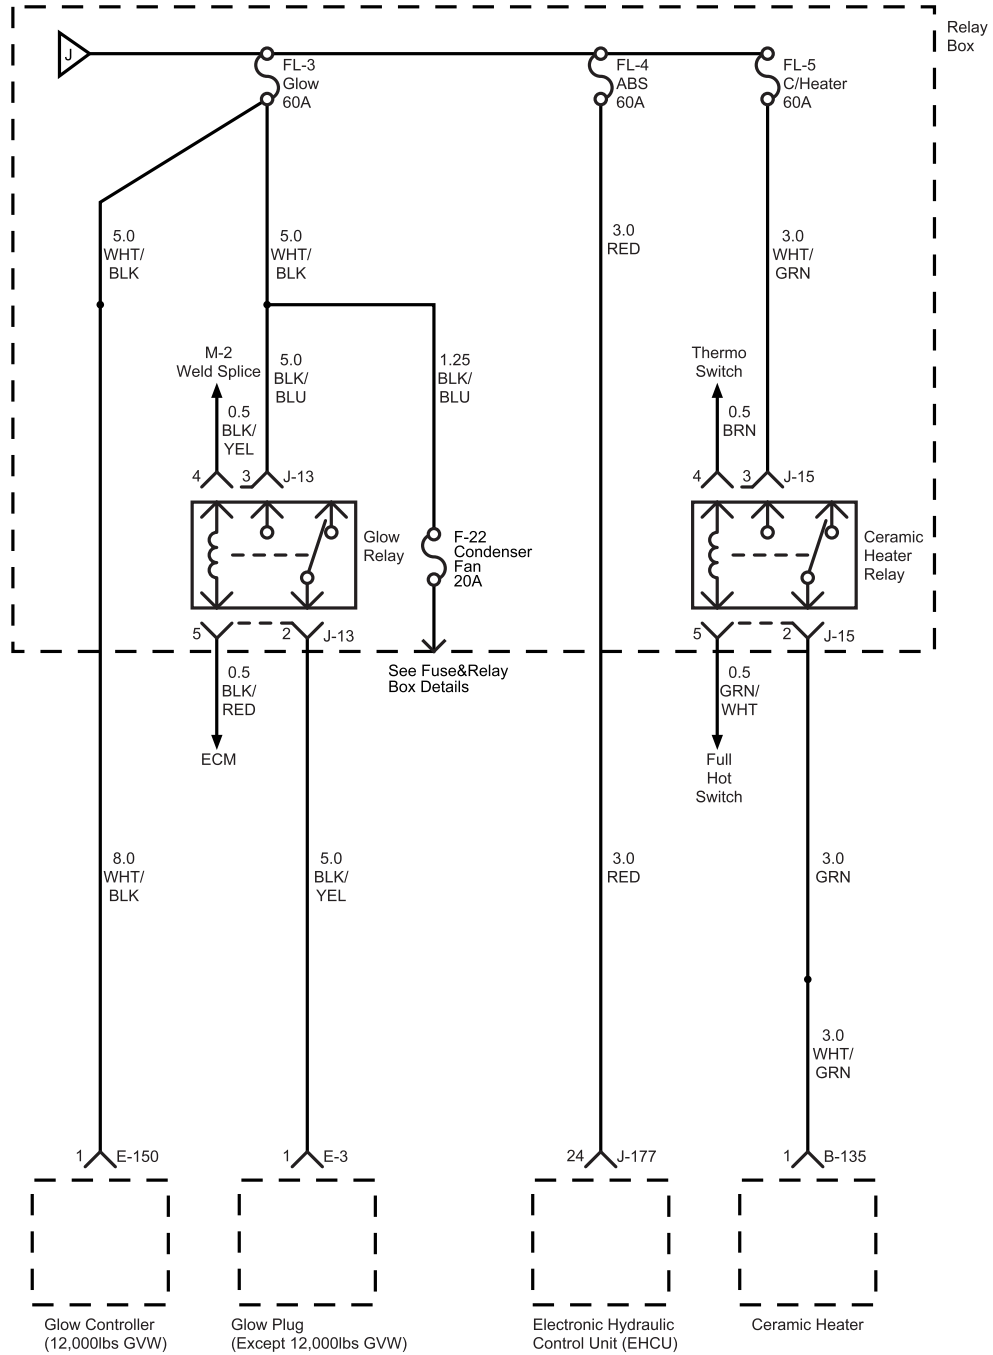 Relay
Box
J
FL-3
Glow
60A
FL-4
ABS
60A
FL-5
C/Heater
60A
5.0
WHT/
BLK
5.0
WHT/
BLK
3.0
RED
3.0
WHT/
GRN
M-2
Weld Splice
5.0
BLK/
BLU
1.25
BLK/
BLU
Thermo
Switch
0.5
BLK/
YEL
0.5
BRN
4
3
J-13
4
3
J-15
Glow
Relay
F-22
Condenser
Fan
20A
Ceramic
Heater
Relay
5
2
J-13
5
2
J-15
See Fuse&Relay
Box Details
0.5
BLK/
RED
0.5
GRN/
WHT
ECM
Full
Hot
Switch
8.0
WHT/
BLK
5.0
BLK/
YEL
3.0
RED
3.0
GRN
3.0
WHT/
GRN
1
E-150
1
E-3
24
J-177
1
B-135
Glow Controller
(12,000lbs GVW)
Glow Plug
(Except 12,000lbs GVW)
Electronic Hydraulic
Control Unit (EHCU)
Ceramic Heater